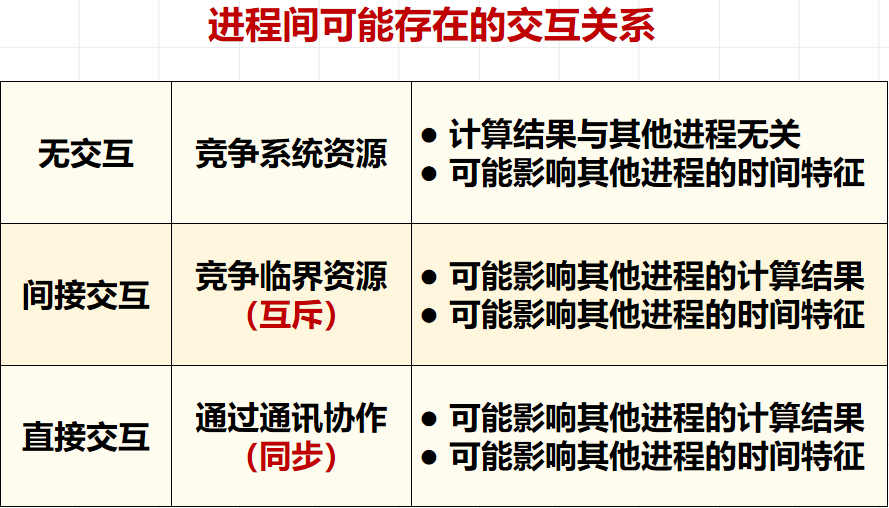 进程间可能存在的交互关系
无交互
竞争系统资源
● 计算结果与其他进程无关
● 可能影响其他进程的时间特征
间接交互
竞争临界资源
（互斥）
● 可能影响其他进程的计算结果
● 可能影响其他进程的时间特征
直接交互
通过通讯协作
（同步）
● 可能影响其他进程的计算结果
● 可能影响其他进程的时间特征